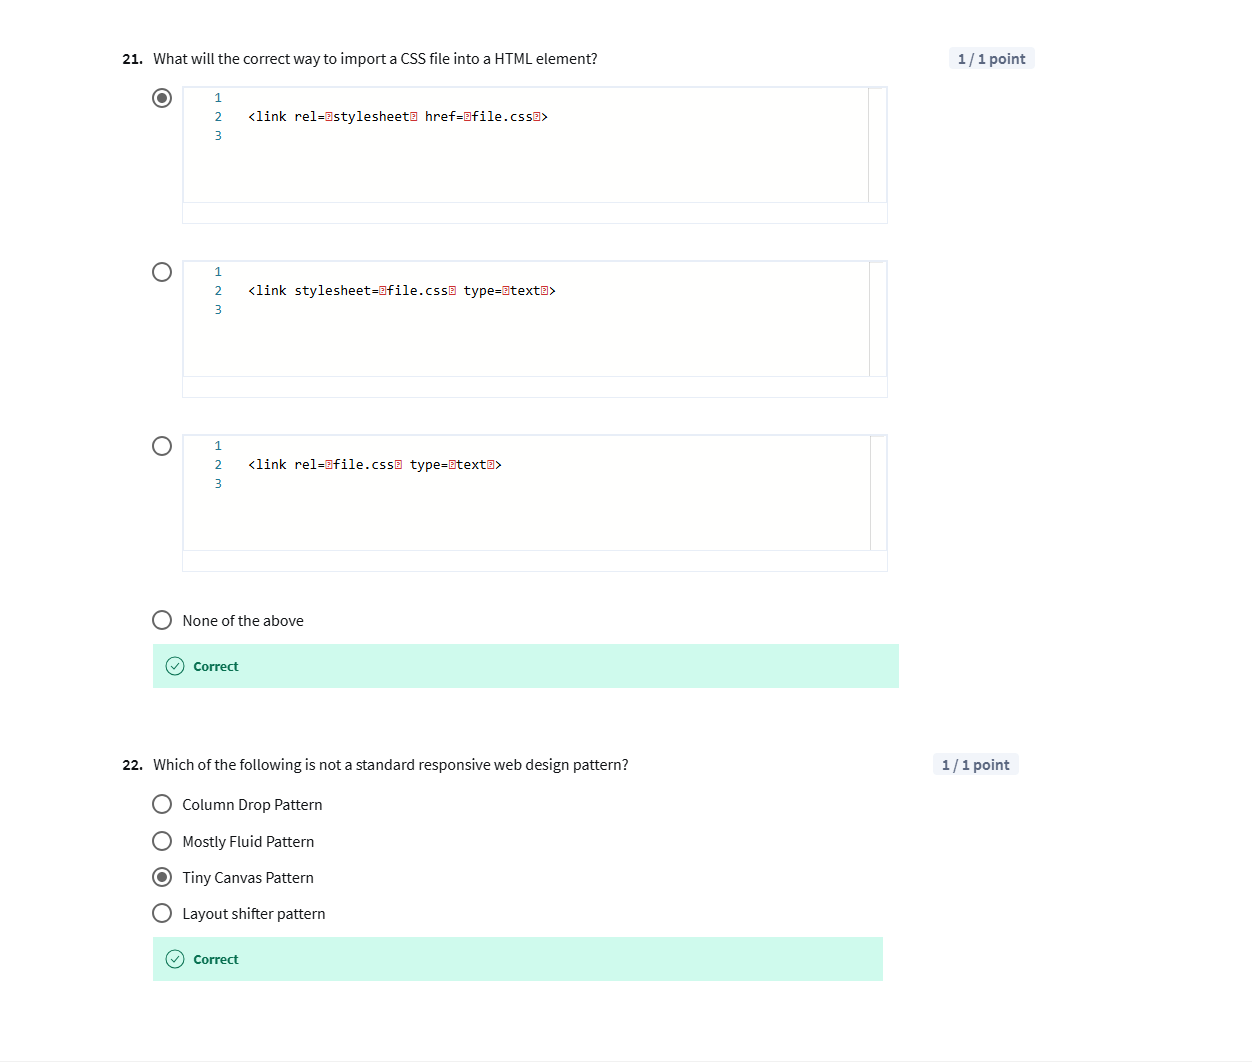 21. What will the correct way to import a CSS file into a HTML element?
1 / 1 point
1
2 <link rel=�stylesheet� href=�file.css�>
3
1
2 <link stylesheet=�file.css� type=�text�>
3
1
2 <link rel=�file.css� type=�text�>
3
None of the above
Correct
22. Which of the following is not a standard responsive web design pattern?
1 / 1 point
Column Drop Pattern
Mostly Fluid Pattern
Tiny Canvas Pattern
Layout shifter pattern
Correct